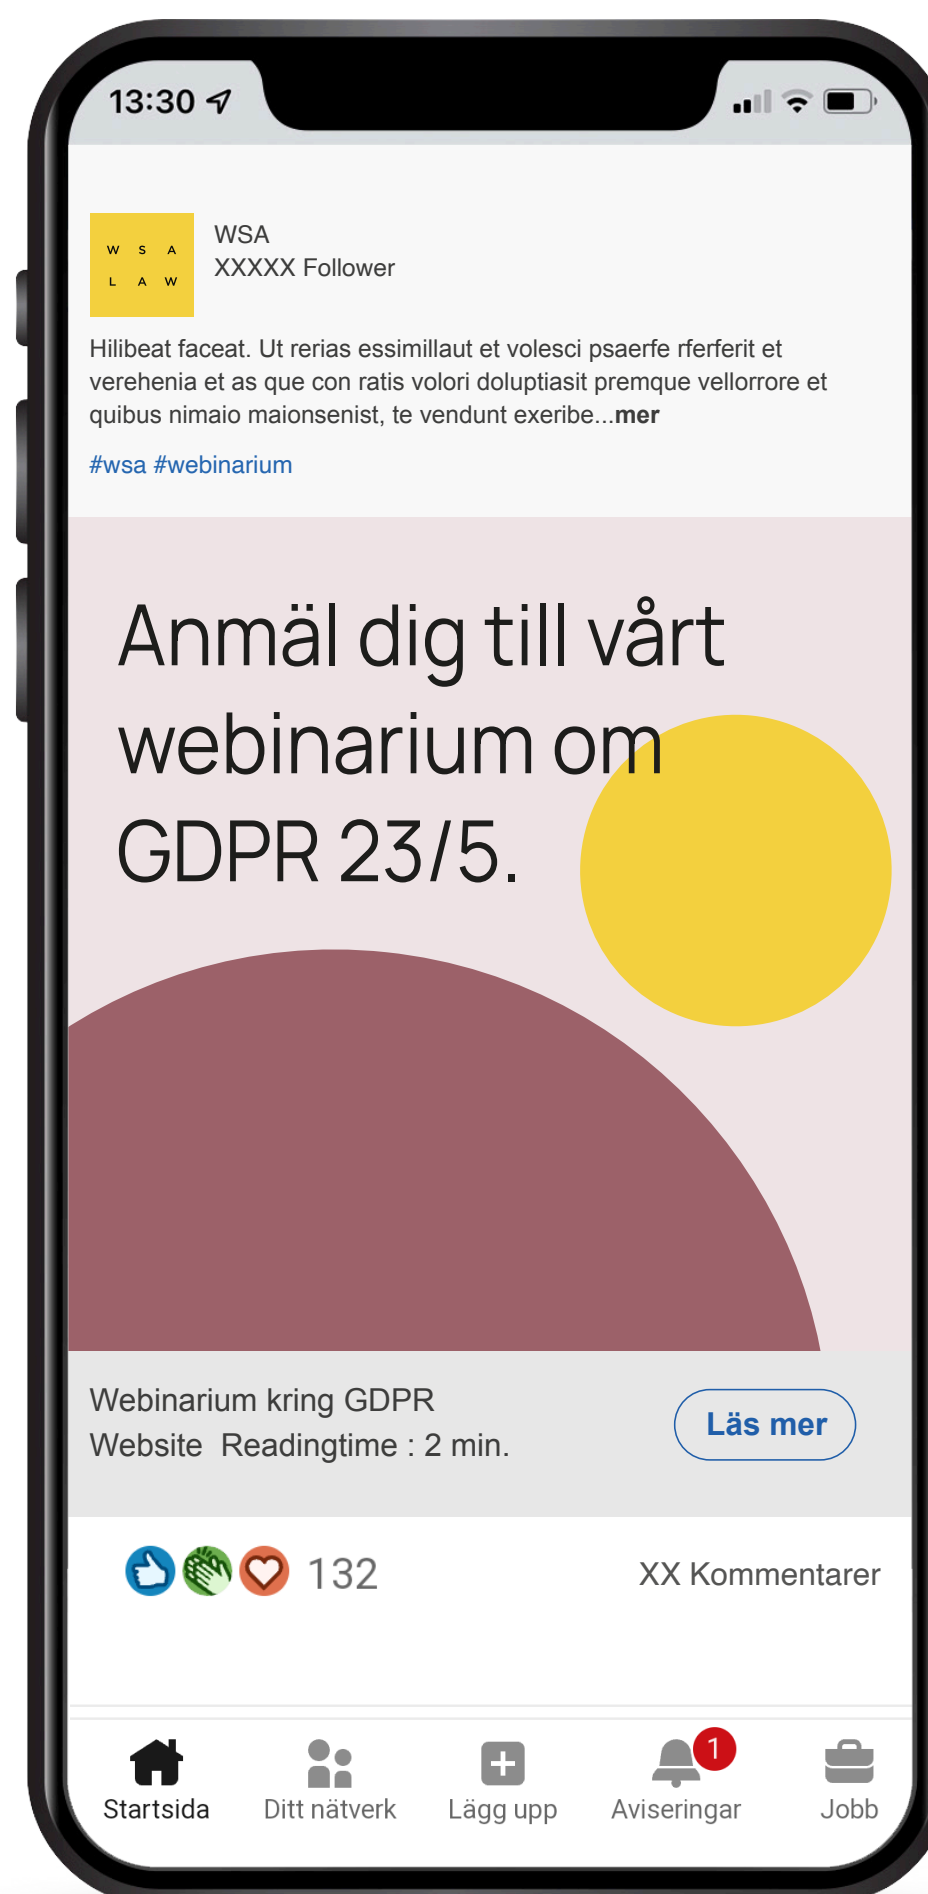 13:30
W S A
L A W
WSA
XXXXX Follower
Hilibeat faceat. Ut rerias essimillaut et volesci psaerfe rferferit et
verehenia et as que con ratis volori doluptiasit premque vellorrore et
quibus nimaio maionsenist, te vendunt exeribe...mer
#wsa #webinarium
Anmäl dig till vårt
webinarium om
GDPR 23/5.
Webinarium kring GDPR
Website Readingtime : 2 min.
Läs mer
132
XX Kommentarer
1
Startsida
Ditt nätverk
Lägg upp
Aviseringar
Jobb